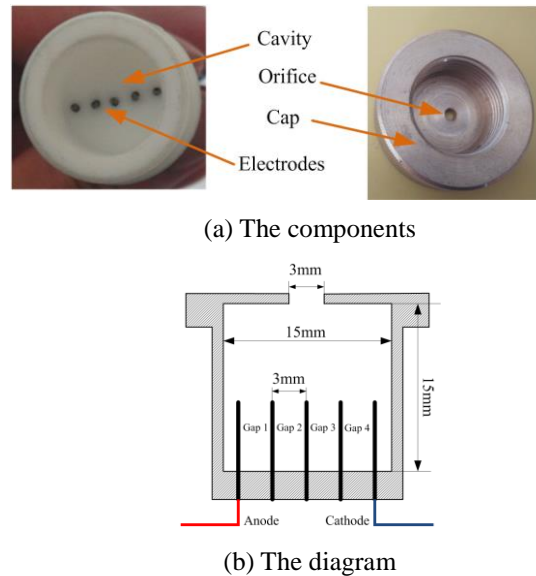 Cavity
Orifice
Cap
Electrodes
(a) The components
3mm
15mm
3mm
15mm
Gap 1 Gap 2 Gap 3 Gap 4
Anode Cathode
(b) The diagram